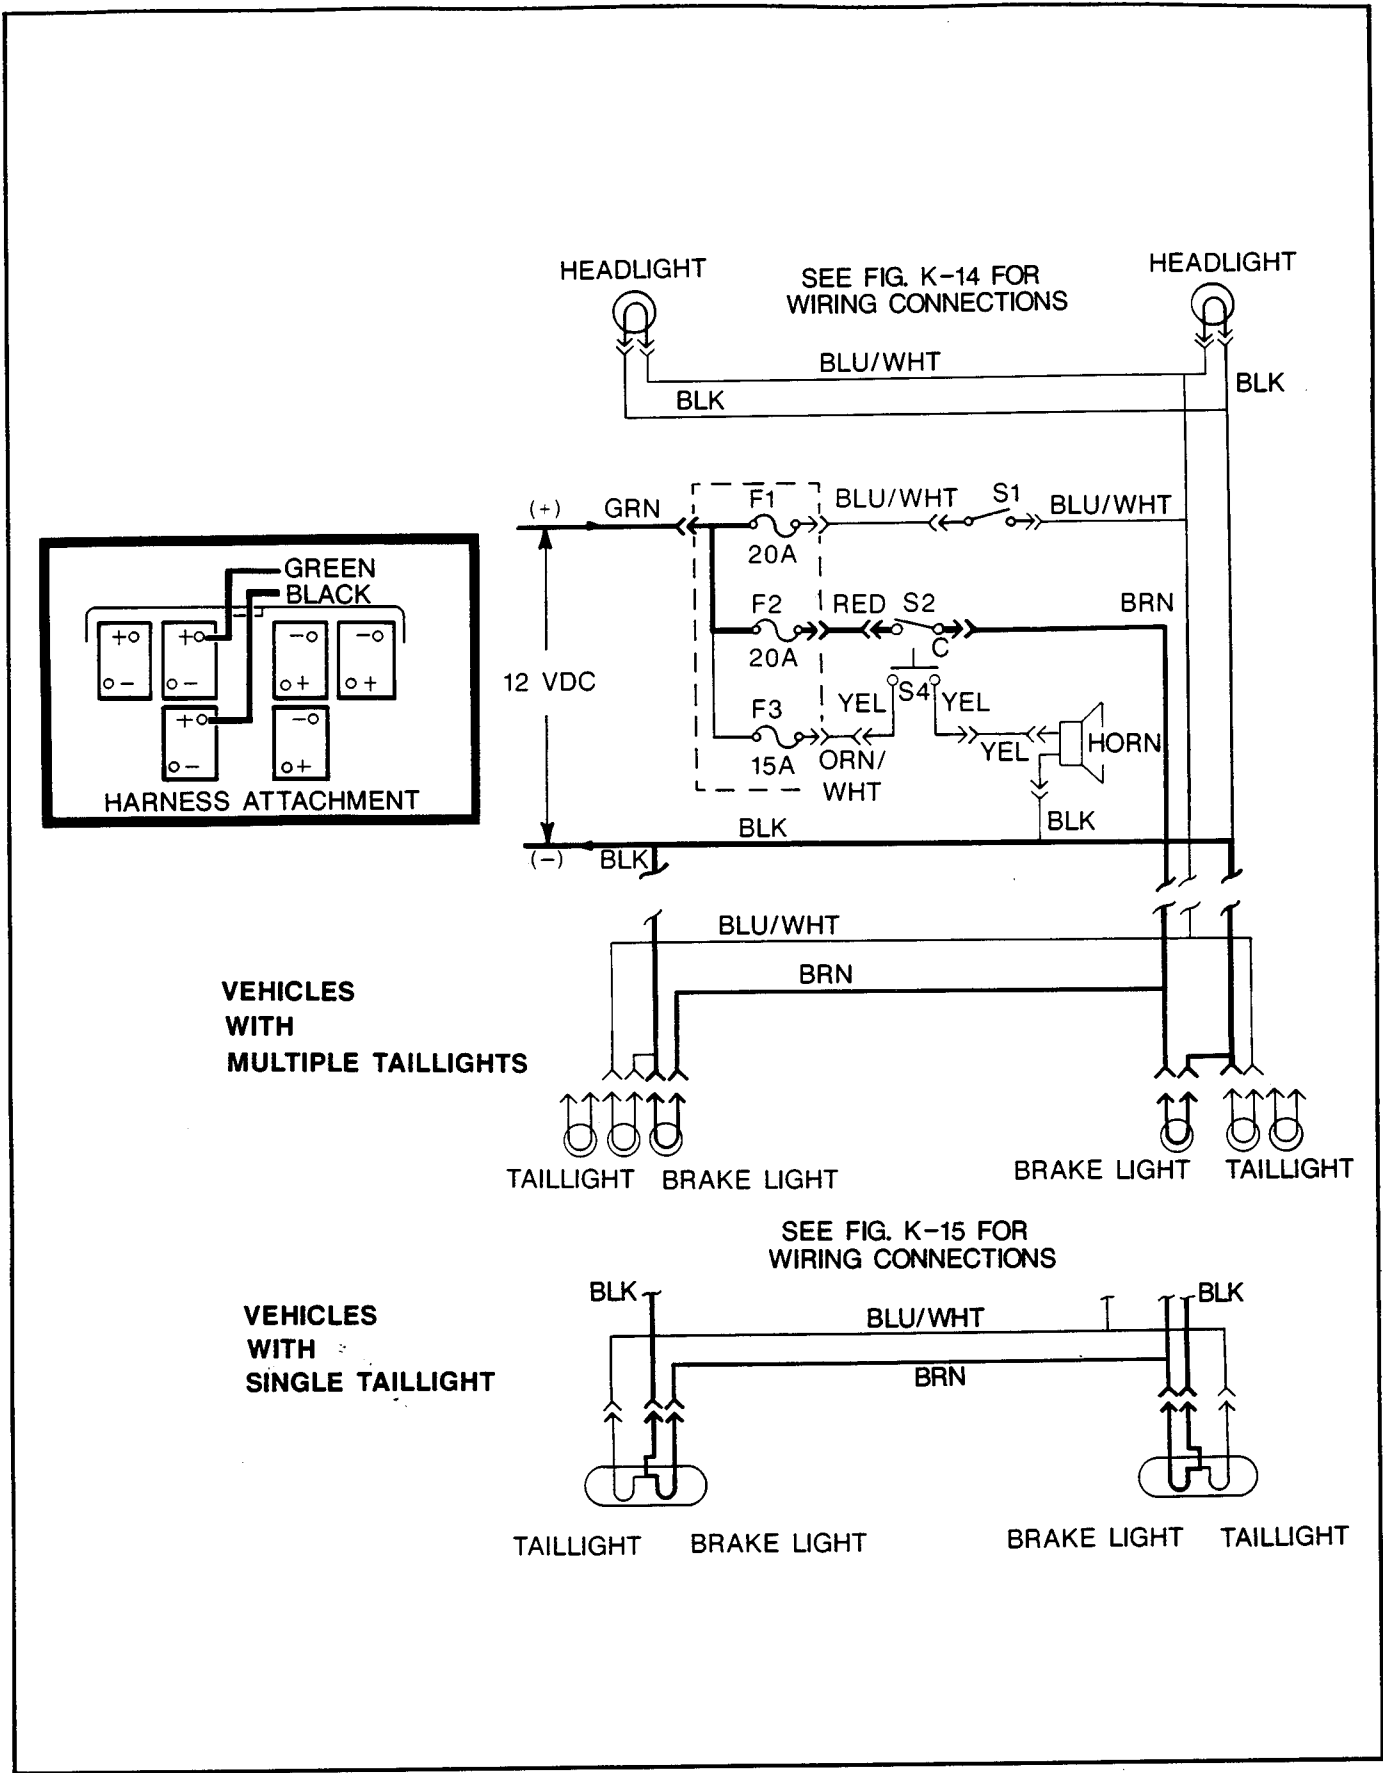 HEADLIGHT
SEE FIG. K-14 FOR
WIRING CONNECTIONS
HEADLIGHT
BLU/WHT
BLK
BLK
(+)
GRN
F1
20A
BLU/WHT
S1
BLU/WHT
GREEN
BLACK
+
+
-
-
-
-
+
+
+
-
-
+
HARNESS ATTACHMENT
12 VDC
F2
20A
RED
S2
C
BRN
F3
15A
YEL
S4
YEL
ORN/
WHT
YEL
HORN
BLK
BLK
(-)
BLK
BLU/WHT
BRN
VEHICLES
WITH
MULTIPLE TAILLIGHTS
TAILLIGHT
BRAKE LIGHT
BRAKE LIGHT
TAILLIGHT
SEE FIG. K-15 FOR
WIRING CONNECTIONS
BLK
BLK
BLU/WHT
BRN
VEHICLES
WITH
SINGLE TAILLIGHT
TAILLIGHT
BRAKE LIGHT
BRAKE LIGHT
TAILLIGHT